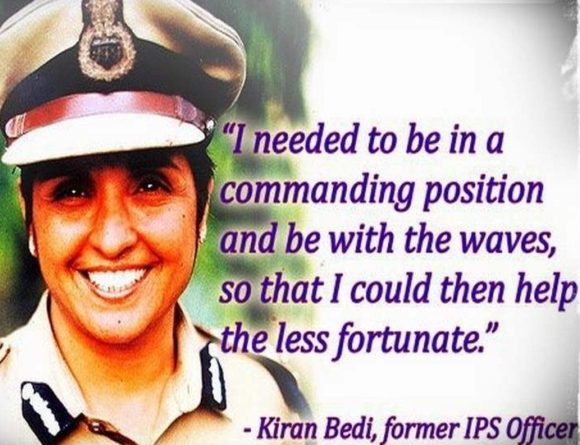 “I needed to be in a
commanding position
and be with the waves,
so that I could then help
the less fortunate.”
- Kiran Bedi, former IPS Officer